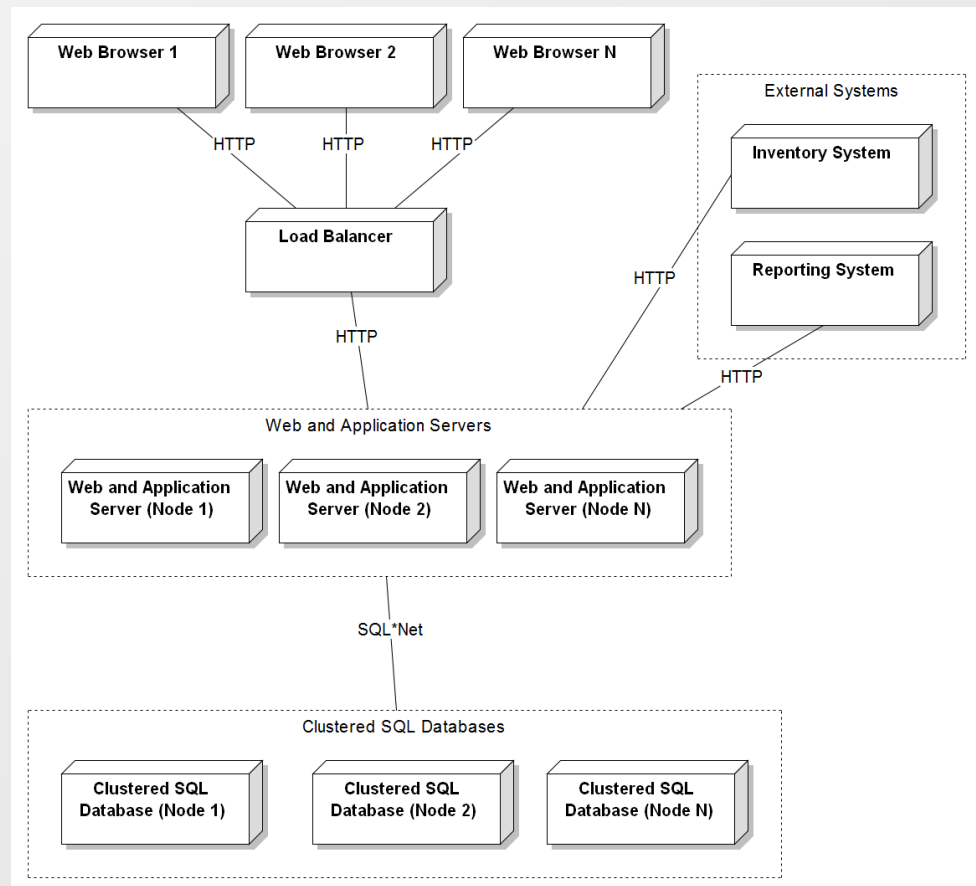 Web Browser 1
Web Browser 2
Web Browser N
External Systems
Inventory System
HTTP
HTTP
HTTP
Load Balancer
Reporting System
HTTP
HTTP
HTTP
Web and Application Servers
Web and Application
Server (Node 1)
Web and Application
Server (Node 2)
Web and Application
Server (Node N)
SQL*Net
Clustered SQL Databases
Clustered SQL
Database (Node 1)
Clustered SQL
Database (Node 2)
Clustered SQL
Database (Node N)